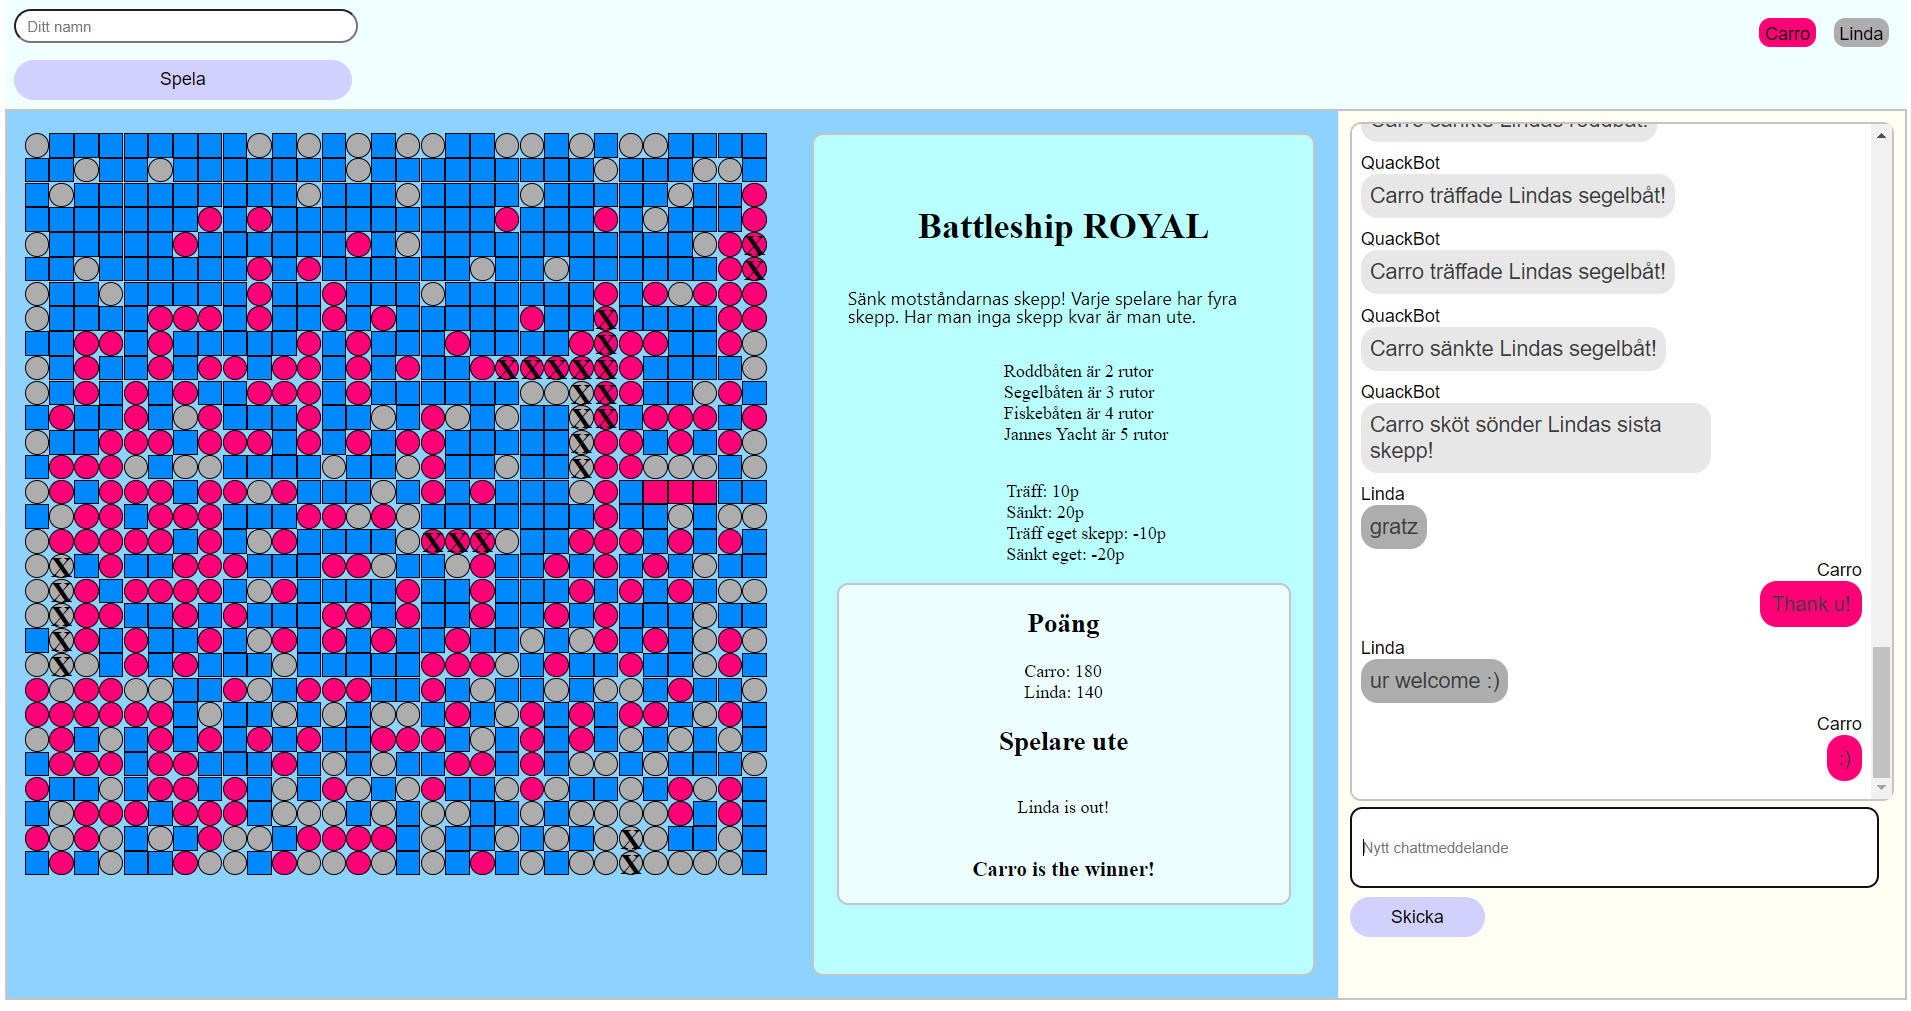 Ditt namn
Spela
Carro
Linda
X
X
X
X
X X X X X
X X
X X
X
X
X X X
X
X
X
X
X
X
X
Battleship ROYAL
Sänk motståndarnas skepp! Varje spelare har fyra
skepp. Har man inga skepp kvar är man ute.
Roddbåten är 2 rutor
Segelbåten är 3 rutor
Fiskebåten är 4 rutor
Jannes Yacht är 5 rutor
Träff: 10p
Sänkt: 20p
Träff eget skepp: -10p
Sänkt eget: -20p
Poäng
Carro: 180
Linda: 140
Spelare ute
Linda is out!
Carro is the winner!
Carro sänkte Lindas roddbåt!
QuackBot
Carro träffade Lindas segelbåt!
QuackBot
Carro träffade Lindas segelbåt!
QuackBot
Carro sänkte Lindas segelbåt!
QuackBot
Carro sköt sönder Lindas sista
skepp!
Linda
gratz
Carro
Thank u!
Linda
ur welcome :)
Carro
:)
Nytt chattmeddelande
Skicka